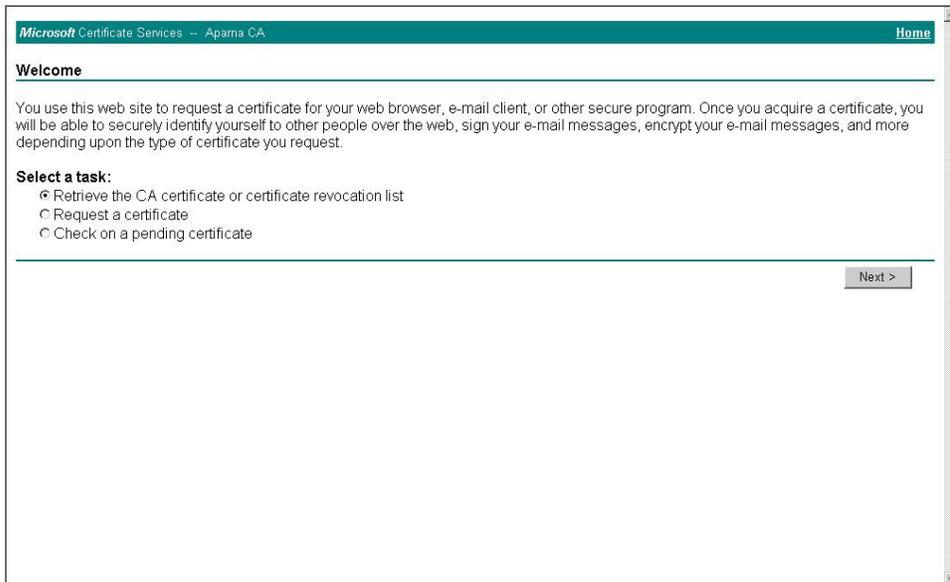 Microsoft Certificate Services -- Aparna CA Home
Welcome
You use this web site to request a certificate for your web browser, e-mail client, or other secure program. Once you acquire a certificate, you
will be able to securely identify yourself to other people over the web, sign your e-mail messages, encrypt your e-mail messages, and more
depending upon the type of certificate you request.
Select a task:
Retrieve the CA certificate or certificate revocation list
Request a certificate
Check on a pending certificate
Next >